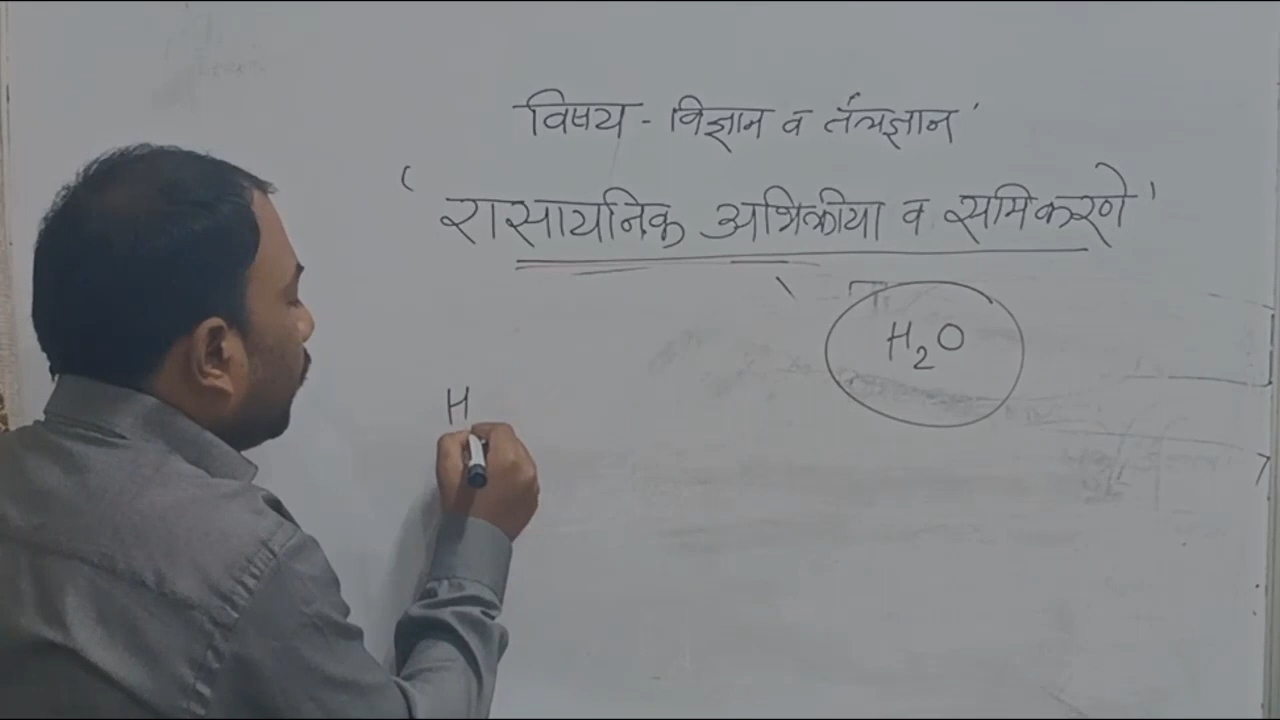 विषय - विज्ञान व तंत्रज्ञान'
' रासायनिक अभिक्रीया व समिकरणे '
H₂O
H